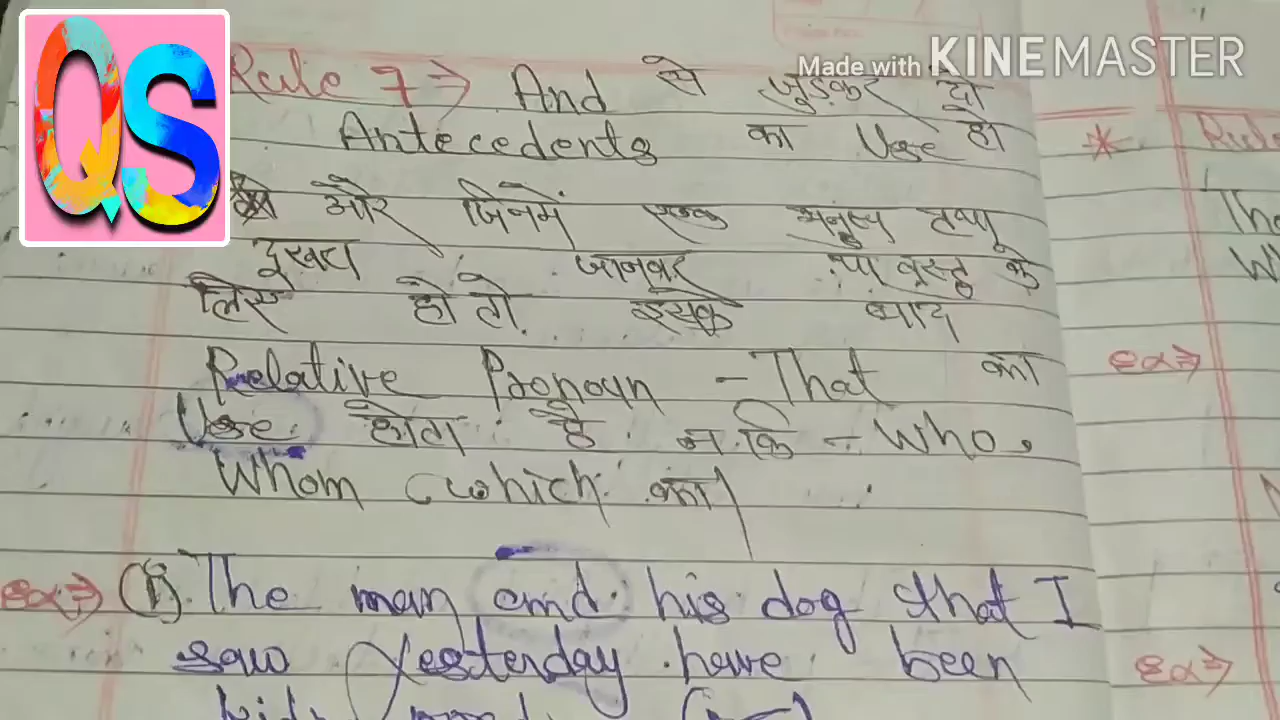 QS
Made with KINEMASTER
Rule 7 ⇒ And से जुड़कर दो
Antecedents का Use हो
और जिनमें एक मनुष्य तथा
दूसरा जानवर या वस्तु के
लिए हो तो इसके बाद
Relative Pronoun - That का
Use होता है न कि - Who,
Whom which का।
ex⇒ (i) The man and his dog that I
saw yesterday have been
* Rule
ex⇒
ex⇒